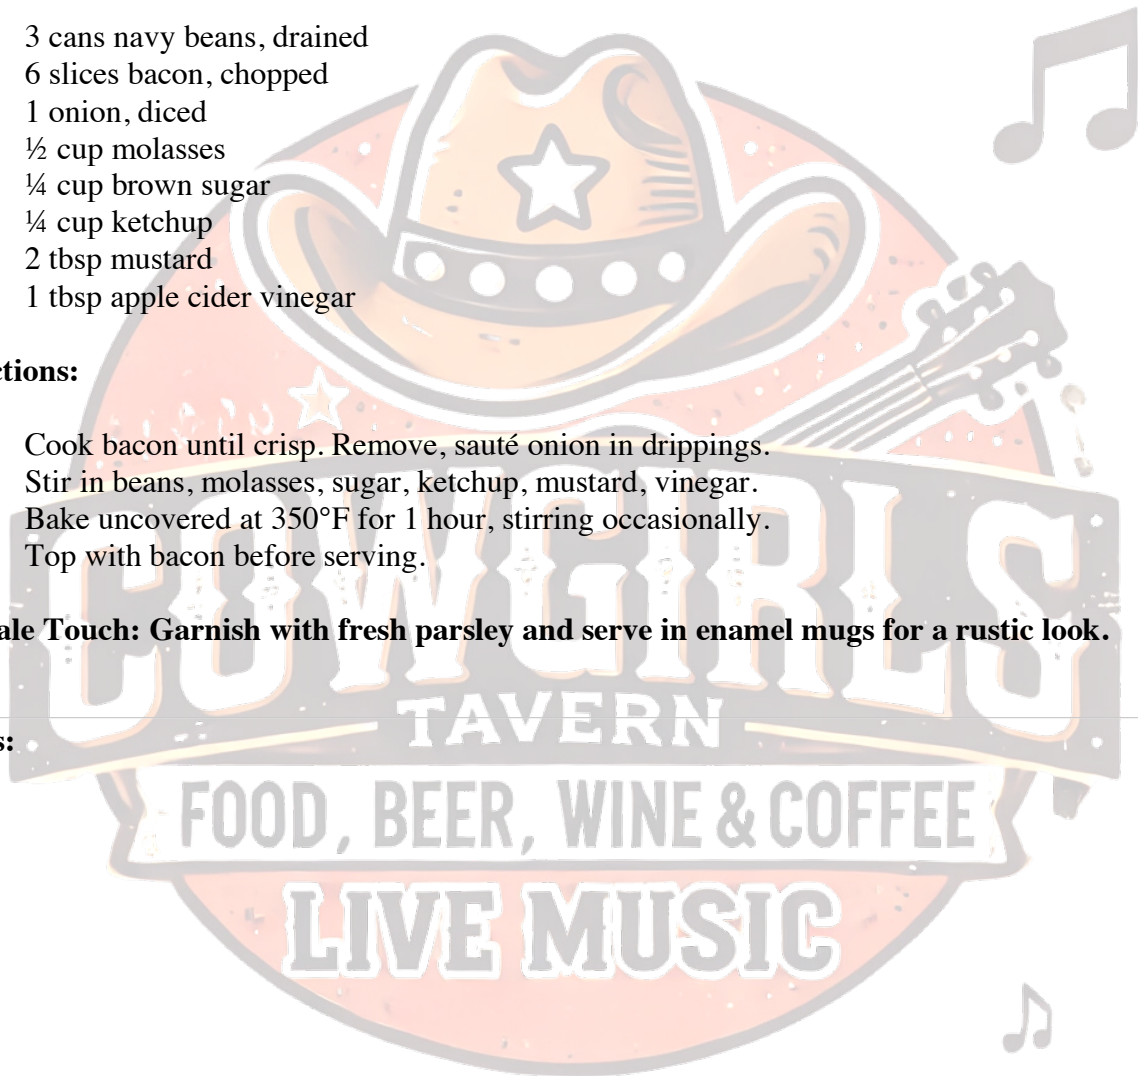 3 cans navy beans, drained
6 slices bacon, chopped
1 onion, diced
½ cup molasses
¼ cup brown sugar
¼ cup ketchup
2 tbsp mustard
1 tbsp apple cider vinegar
ctions:
Cook bacon until crisp. Remove, sauté onion in drippings.
Stir in beans, molasses, sugar, ketchup, mustard, vinegar.
Bake uncovered at 350°F for 1 hour, stirring occasionally.
Top with bacon before serving.
ale Touch: Garnish with fresh parsley and serve in enamel mugs for a rustic look.
s:
COWGIRLS
TAVERN
FOOD, BEER, WINE & COFFEE
LIVE MUSIC